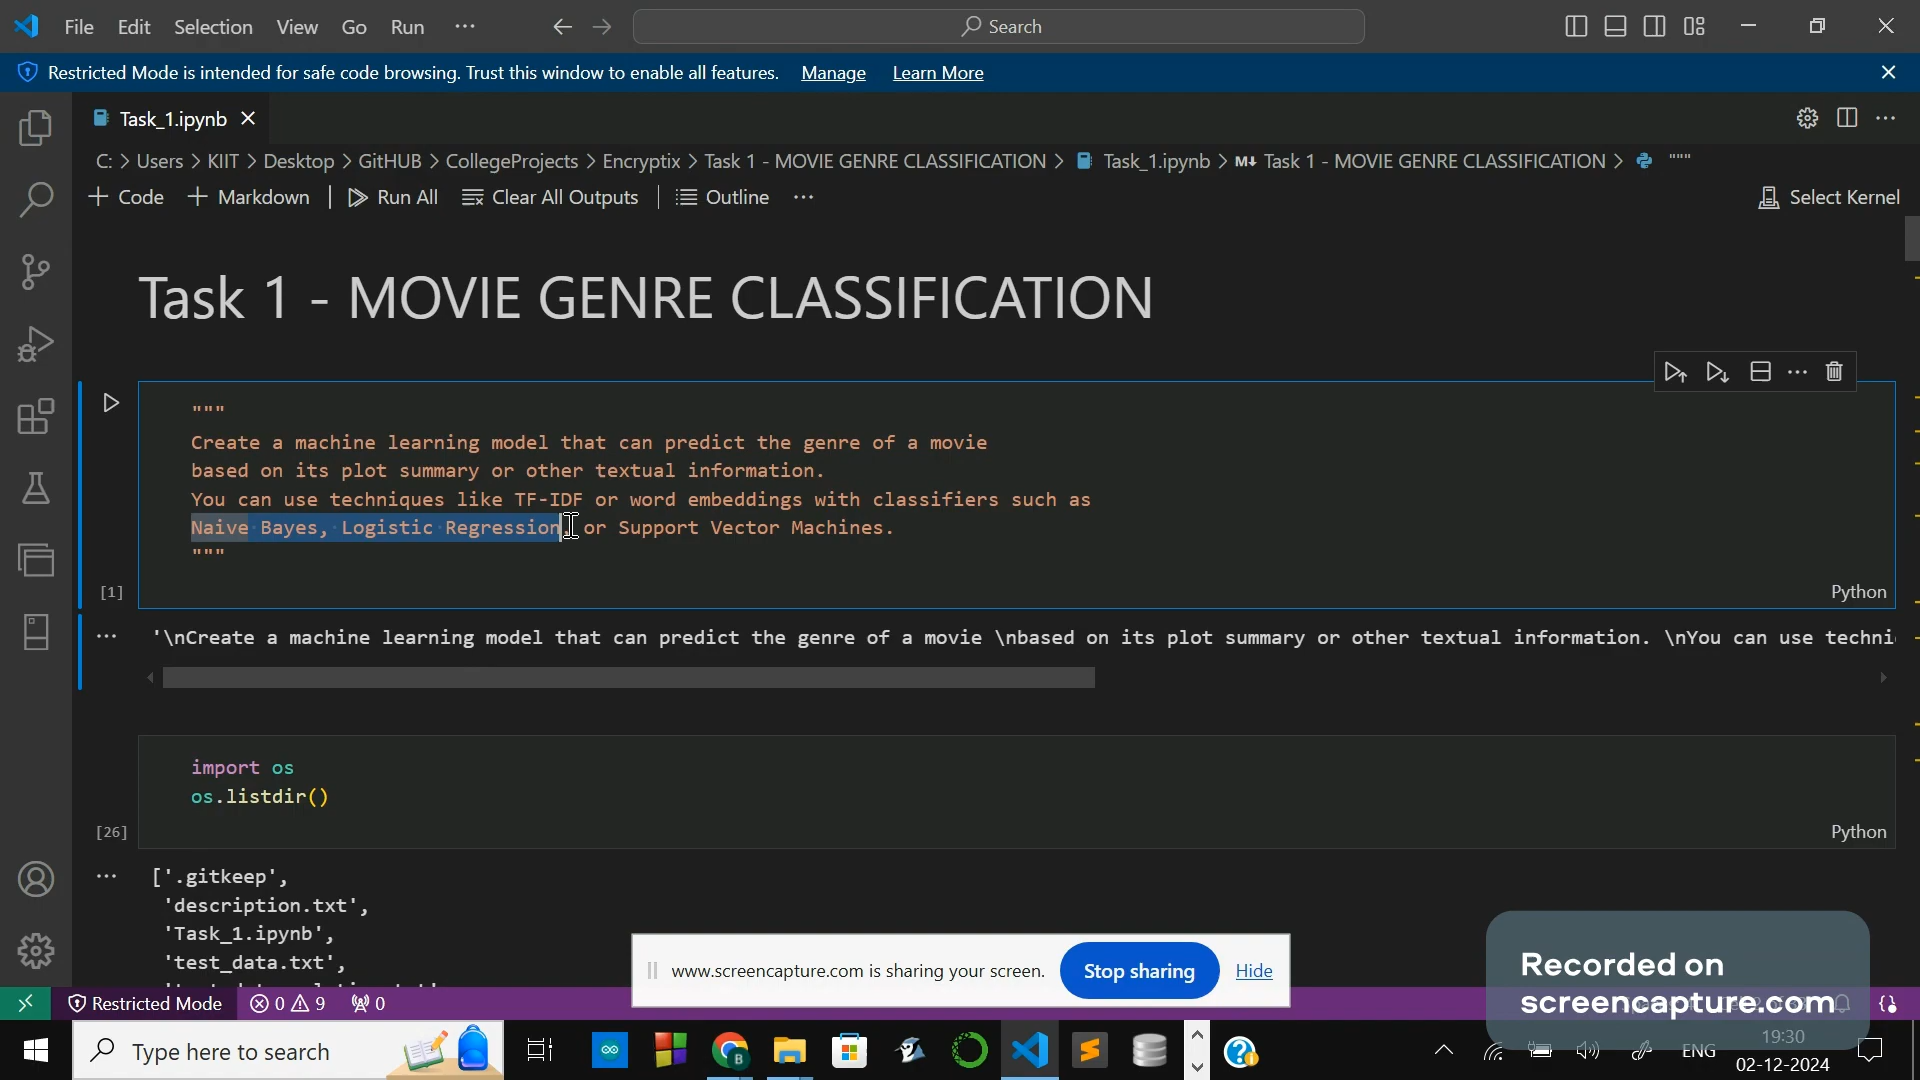 File Edit Selection View Go Run ...
Search
Restricted Mode is intended for safe code browsing. Trust this window to enable all features. Manage Learn More
Task_1.ipynb
C: > Users > KIIT > Desktop > GitHUB > CollegeProjects > Encryptix > Task 1 - MOVIE GENRE CLASSIFICATION > Task_1.ipynb > M↓ Task 1 - MOVIE GENRE CLASSIFICATION > """
+ Code + Markdown Run All Clear All Outputs Outline ... Select Kernel
Task 1 - MOVIE GENRE CLASSIFICATION
"""
Create a machine learning model that can predict the genre of a movie
based on its plot summary or other textual information.
You can use techniques like TF-IDF or word embeddings with classifiers such as
Naive Bayes, Logistic Regression, or Support Vector Machines.
"""
[1] Python
'\nCreate a machine learning model that can predict the genre of a movie \nbased on its plot summary or other textual information. \nYou can use techni
import os
os.listdir()
[26] Python
['.gitkeep',
'description.txt',
'Task_1.ipynb',
'test_data.txt',
www.screencapture.com is sharing your screen. Stop sharing Hide
Recorded on
screencapture.com
Restricted Mode 0 9 0
Type here to search
ENG
19:30
02-12-2024